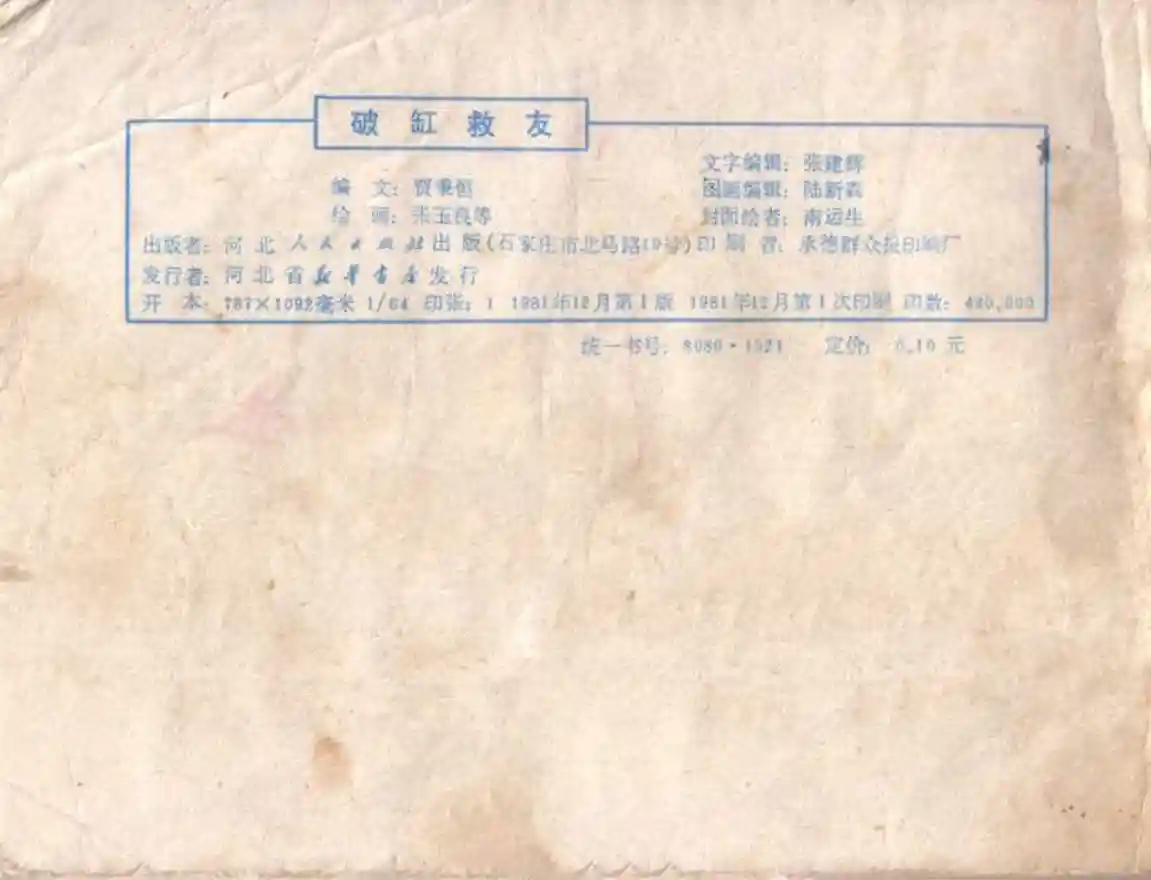 破缸救友
文字编辑：张建辉
编 文：贾秉恒 图画编辑：陆新森
绘 画：张玉良等 封面绘者：南运生
出版者：河北人民出版社出版（石家庄市北马路19号）印刷者：承德群众报印刷厂
发行者：河北省新华书店发行
开 本：787×1092毫米 1/64 印张：1 1981年12月第1版 1981年12月第1次印刷 印数：480,000
统一书号：8086·1521 定价：0.10 元